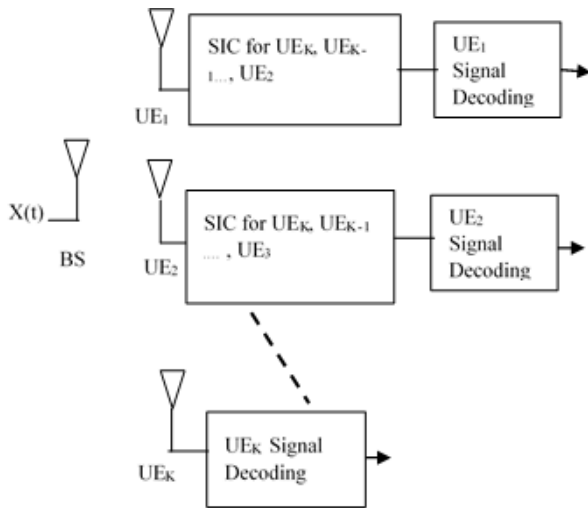 SIC for UEK, UEK-
1..., UE2
UE1
Signal
Decoding
UE1
X(t)
BS
SIC for UEK, UEK-1
.... , UE3
UE2
Signal
Decoding
UE2
UEK Signal
Decoding
UEK